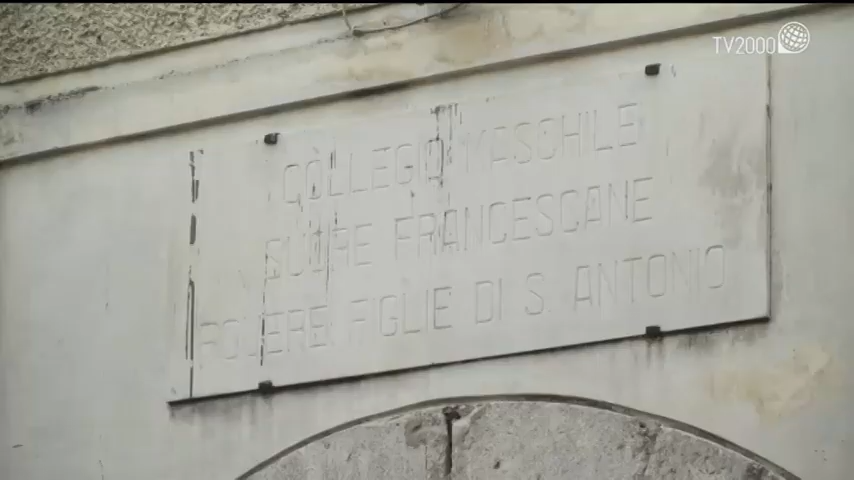 TV2000
COLLEGIO MASCHILE
SUORE FRANCESCANE
POVERE FIGLIE DI S. ANTONIO